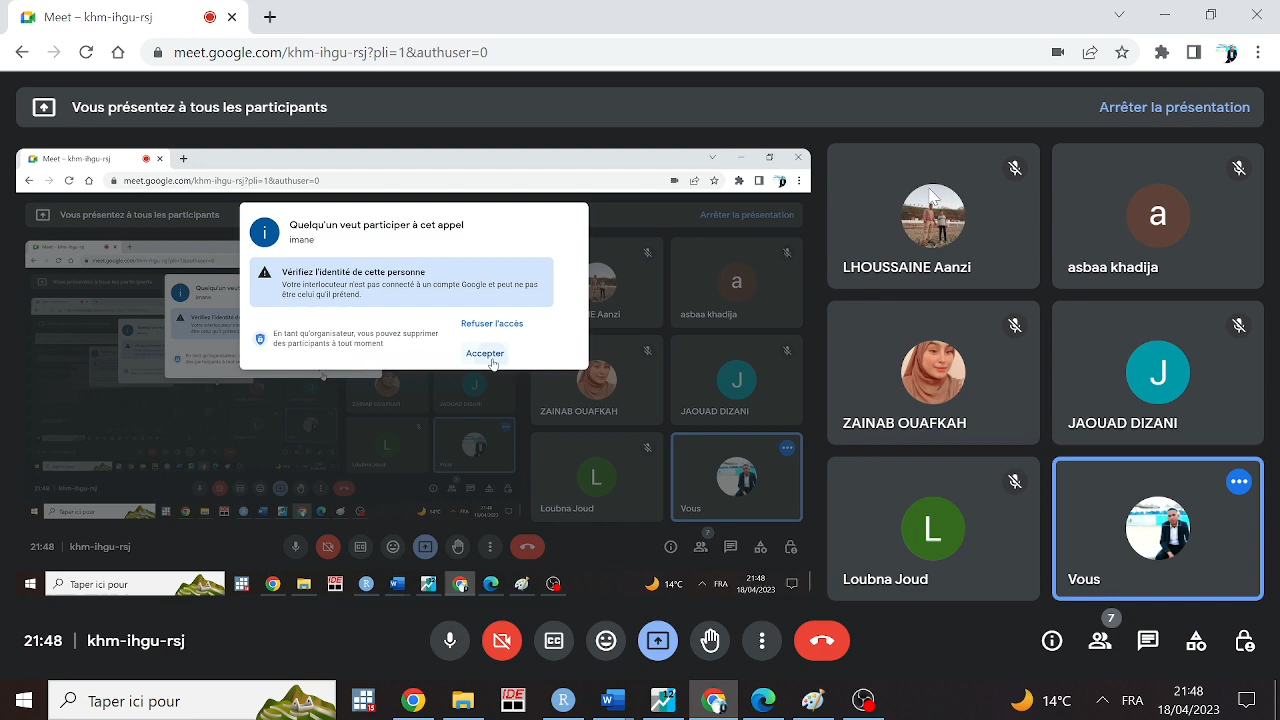 Meet – khm-ihgu-rsj
meet.google.com/khm-ihgu-rsj?pli=1&authuser=0
Vous présentez à tous les participants
Arrêter la présentation
Meet – khm-ihgu-rsj
meet.google.com/khm-ihgu-rsj?pli=1&authuser=0
Vous présentez à tous les participants
Arrêter la présentation
Quelqu'un veut participer à cet appel
i
imane
Vérifiez l'identité de cette personne
Votre interlocuteur n'est pas connecté à un compte Google et peut ne pas
être celui qu'il prétend.
Refuser l'accès
En tant qu'organisateur, vous pouvez supprimer
des participants à tout moment
Accepter
E Aanzi
a
asbaa khadija
ZAINAB OUAFKAH
J
JAOUAD DIZANI
L
Loubna Joud
Vous
7
21:48 | khm-ihgu-rsj
Taper ici pour
14°C
FRA
21:48
18/04/2023
LHOUSSAINE Aanzi
a
asbaa khadija
ZAINAB OUAFKAH
J
JAOUAD DIZANI
L
Loubna Joud
Vous
21:48 | khm-ihgu-rsj
7
Taper ici pour
15
IDE
R
W
12
14°C
FRA
21:48
18/04/2023